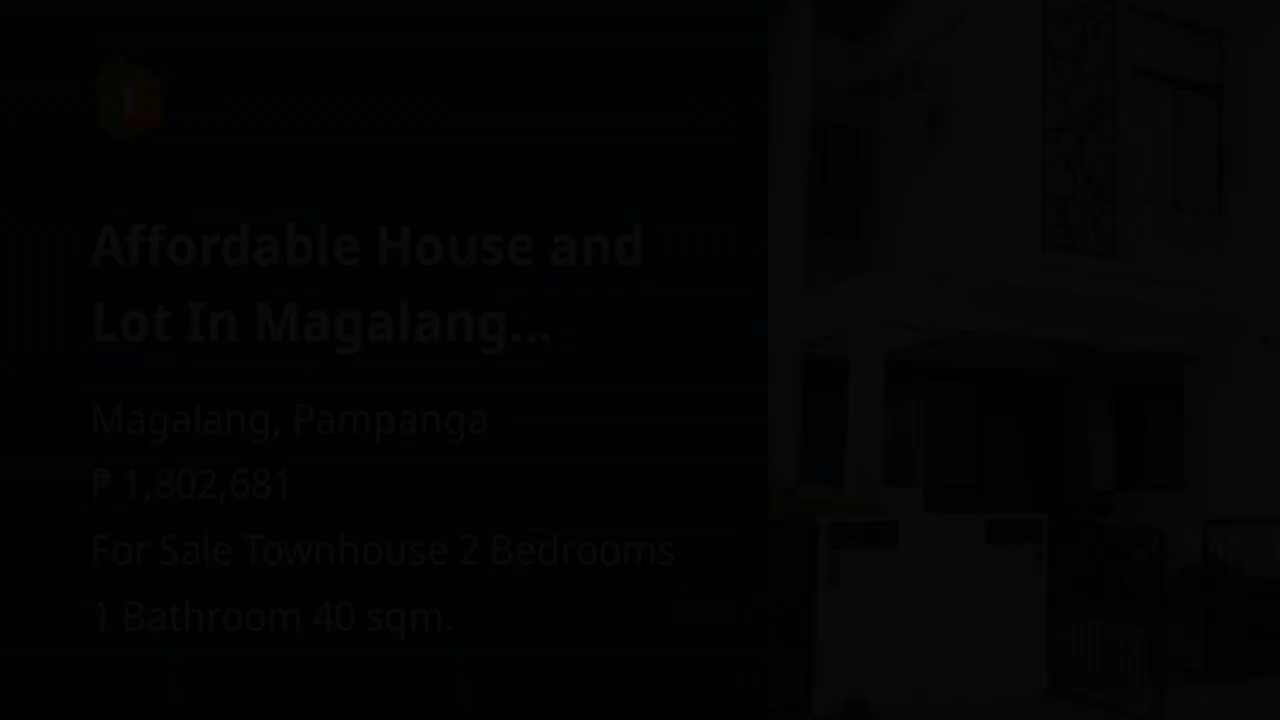 Affordable House and
Lot In Magalang...
Magalang, Pampanga
₱ 1,802,681
For Sale Townhouse 2 Bedrooms
1 Bathroom 40 sqm.